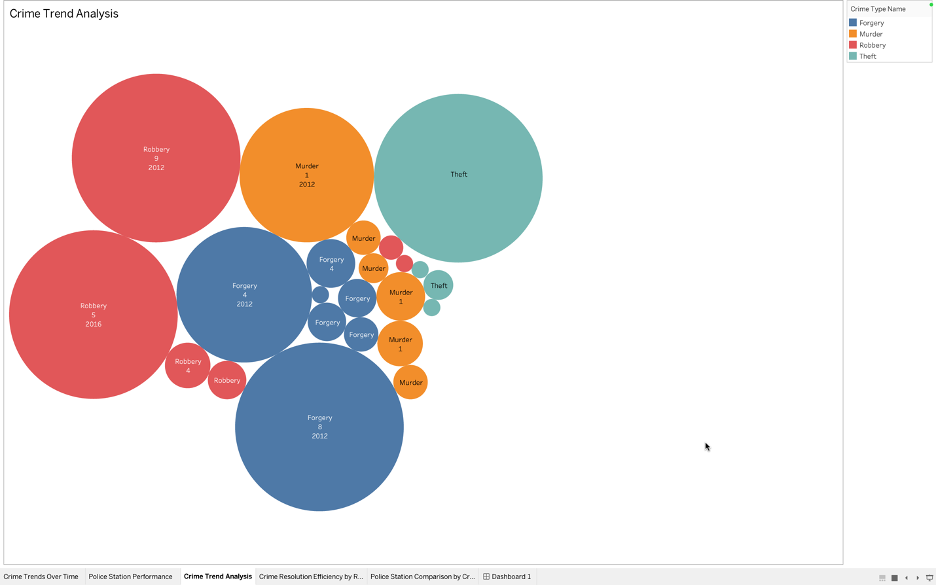 Crime Trend Analysis
Crime Type Name
Forgery
Murder
Robbery
Theft
Robbery
9
2012
Murder
1
2012
Theft
Murder
Forgery
4
Murder
Forgery
4
2012
Forgery
Murder
1
Theft
Robbery
5
2016
Forgery
Forgery
Murder
1
Robbery
4
Robbery
Murder
Forgery
8
2012
Crime Trends Over Time
Police Station Performance
Crime Trend Analysis
Crime Resolution Efficiency by R...
Police Station Comparison by Cr...
Dashboard 1